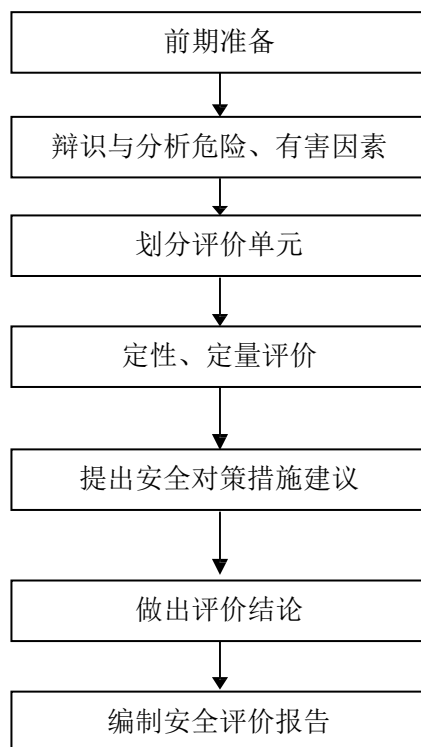 前期准备
辩识与分析危险、有害因素
划分评价单元
定性、定量评价
提出安全对策措施建议
做出评价结论
编制安全评价报告